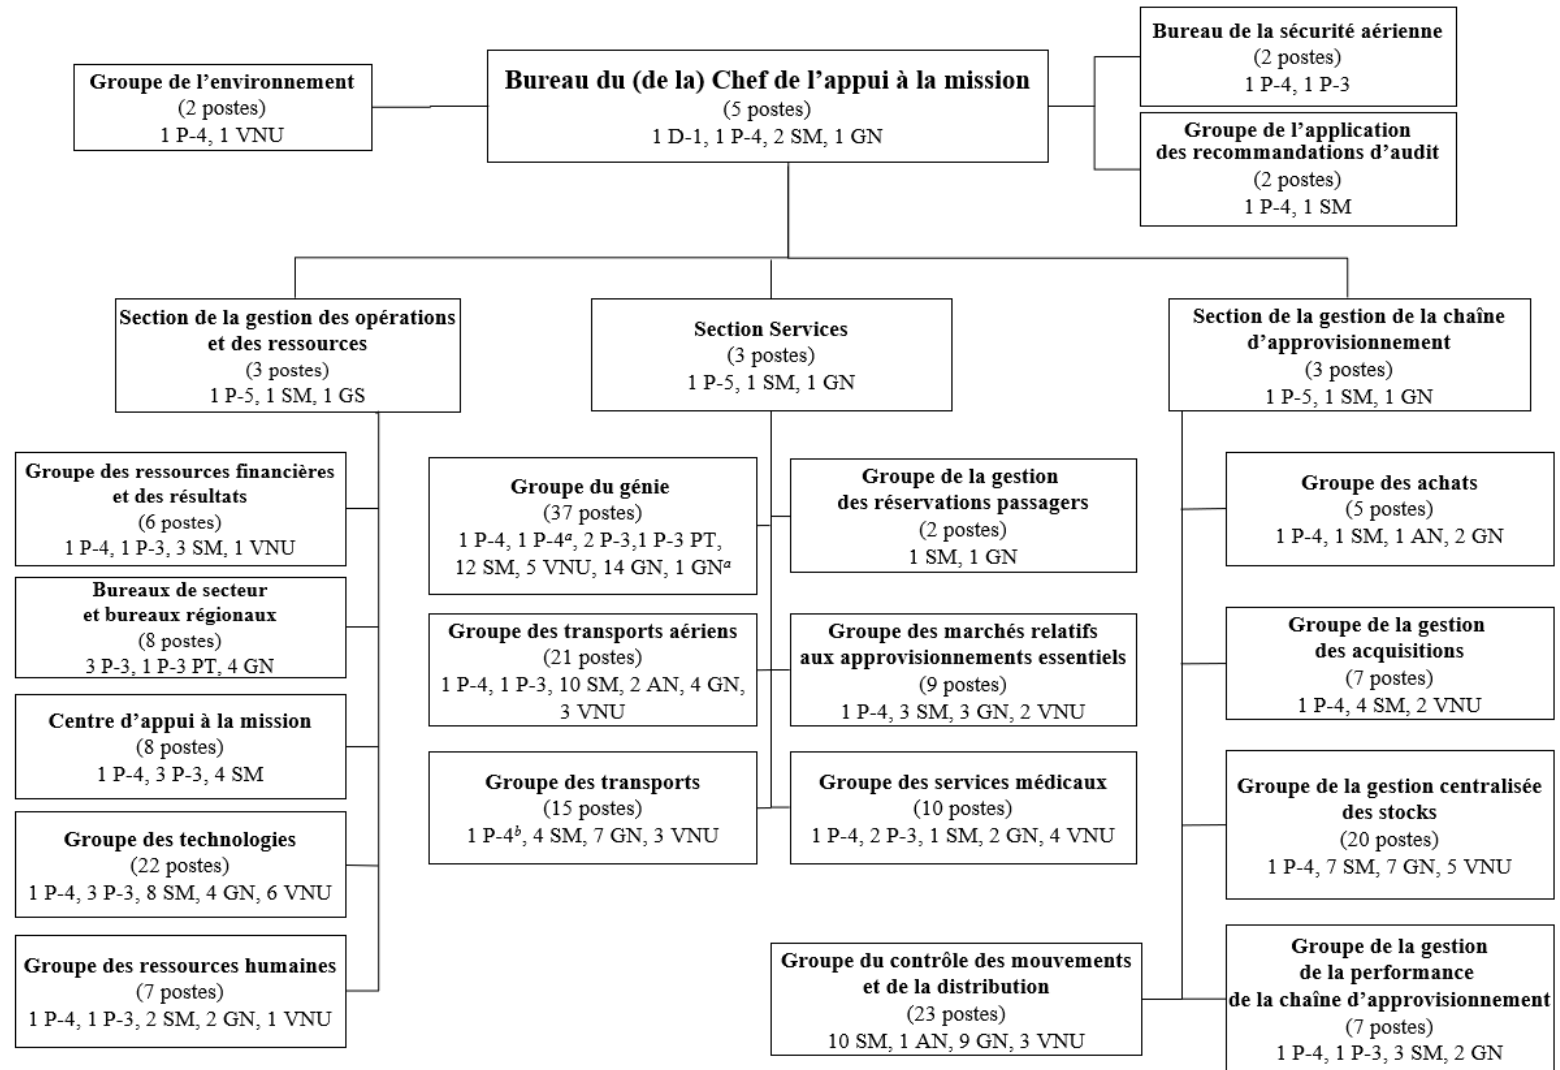 Groupe de l’environnement
(2 postes)
1 P-4, 1 VNU
Bureau du (de la) Chef de l’appui à la mission
(5 postes)
1 D-1, 1 P-4, 2 SM, 1 GN
Bureau de la sécurité aérienne
(2 postes)
1 P-4, 1 P-3
Groupe de l’application
des recommandations d’audit
(2 postes)
1 P-4, 1 SM
Section de la gestion des opérations
et des ressources
(3 postes)
1 P-5, 1 SM, 1 GS
Section Services
(3 postes)
1 P-5, 1 SM, 1 GN
Section de la gestion de la chaîne
d’approvisionnement
(3 postes)
1 P-5, 1 SM, 1 GN
Groupe des ressources financières
et des résultats
(6 postes)
1 P-4, 1 P-3, 3 SM, 1 VNU
Bureaux de secteur
et bureaux régionaux
(8 postes)
3 P-3, 1 P-3 PT, 4 GN
Centre d’appui à la mission
(8 postes)
1 P-4, 3 P-3, 4 SM
Groupe des technologies
(22 postes)
1 P-4, 3 P-3, 8 SM, 4 GN, 6 VNU
Groupe des ressources humaines
(7 postes)
1 P-4, 1 P-3, 2 SM, 2 GN, 1 VNU
Groupe du génie
(37 postes)
1 P-4, 1 P-4ᵃ, 2 P-3,1 P-3 PT,
12 SM, 5 VNU, 14 GN, 1 GNᵃ
Groupe des transports aériens
(21 postes)
1 P-4, 1 P-3, 10 SM, 2 AN, 4 GN,
3 VNU
Groupe des transports
(15 postes)
1 P-4ᵇ, 4 SM, 7 GN, 3 VNU
Groupe de la gestion
des réservations passagers
(2 postes)
1 SM, 1 GN
Groupe des marchés relatifs
aux approvisionnements essentiels
(9 postes)
1 P-4, 3 SM, 3 GN, 2 VNU
Groupe des services médicaux
(10 postes)
1 P-4, 2 P-3, 1 SM, 2 GN, 4 VNU
Groupe du contrôle des mouvements
et de la distribution
(23 postes)
10 SM, 1 AN, 9 GN, 3 VNU
Groupe des achats
(5 postes)
1 P-4, 1 SM, 1 AN, 2 GN
Groupe de la gestion
des acquisitions
(7 postes)
1 P-4, 4 SM, 2 VNU
Groupe de la gestion centralisée
des stocks
(20 postes)
1 P-4, 7 SM, 7 GN, 5 VNU
Groupe de la gestion
de la performance
de la chaîne d’approvisionnement
(7 postes)
1 P-4, 1 P-3, 3 SM, 2 GN